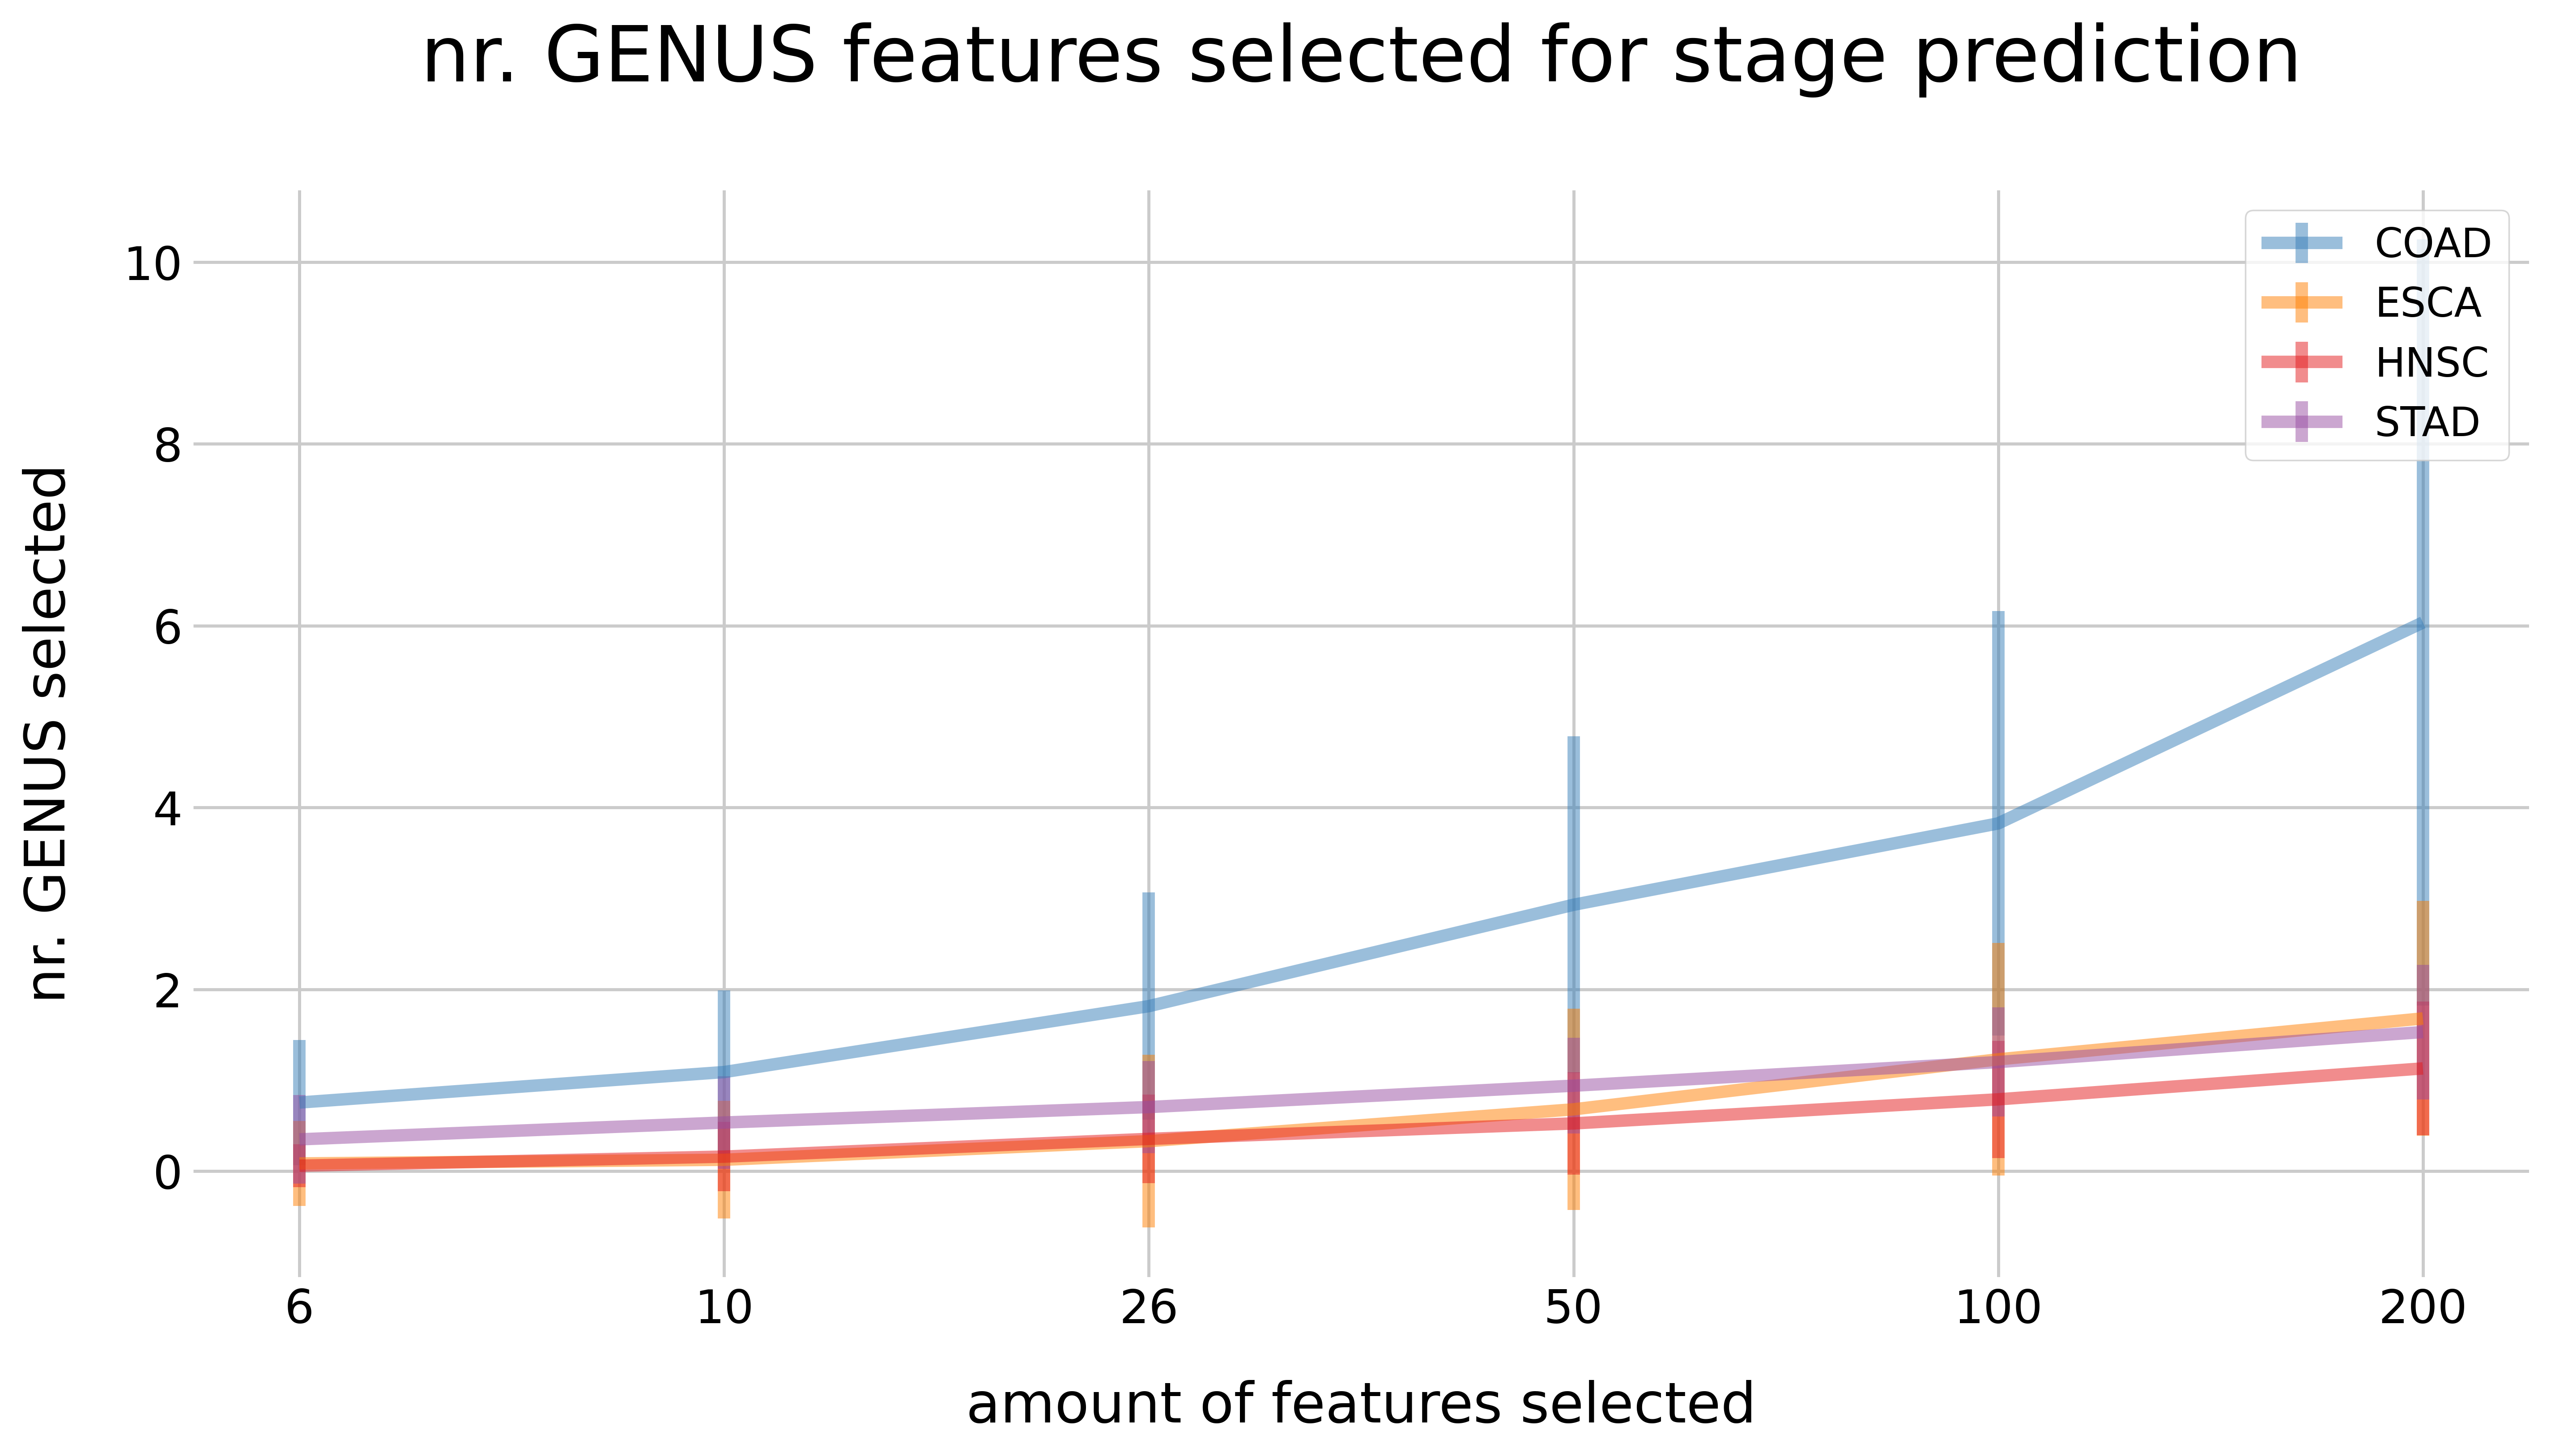 nr. GENUS features selected for stage prediction
nr. GENUS selected
10
8
6
4
2
0
COAD
ESCA
HNSC
STAD
6 10 26 50 100 200
amount of features selected